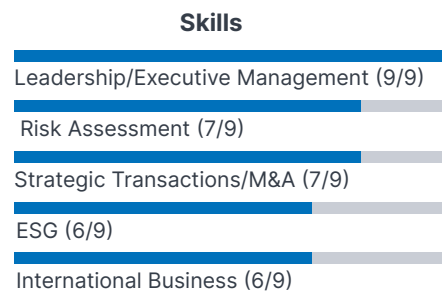 Skills
Leadership/Executive Management (9/9)
Risk Assessment (7/9)
Strategic Transactions/M&A (7/9)
ESG (6/9)
International Business (6/9)